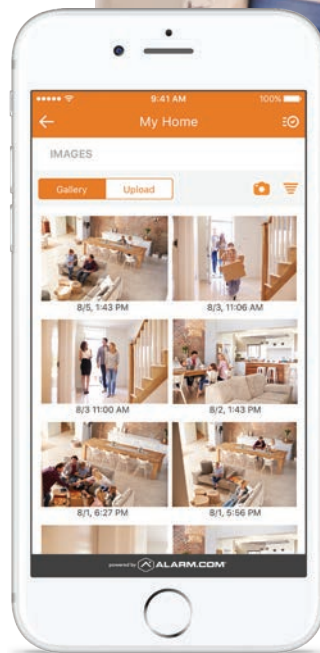 9:41 AM 100%
My Home
IMAGES
Gallery Upload
8/5, 1:43 PM 8/3, 11:06 AM
8/3 11:00 AM 8/2, 1:43 PM
8/1, 6:27 PM 8/1, 5:56 PM
powered by ALARM.COM